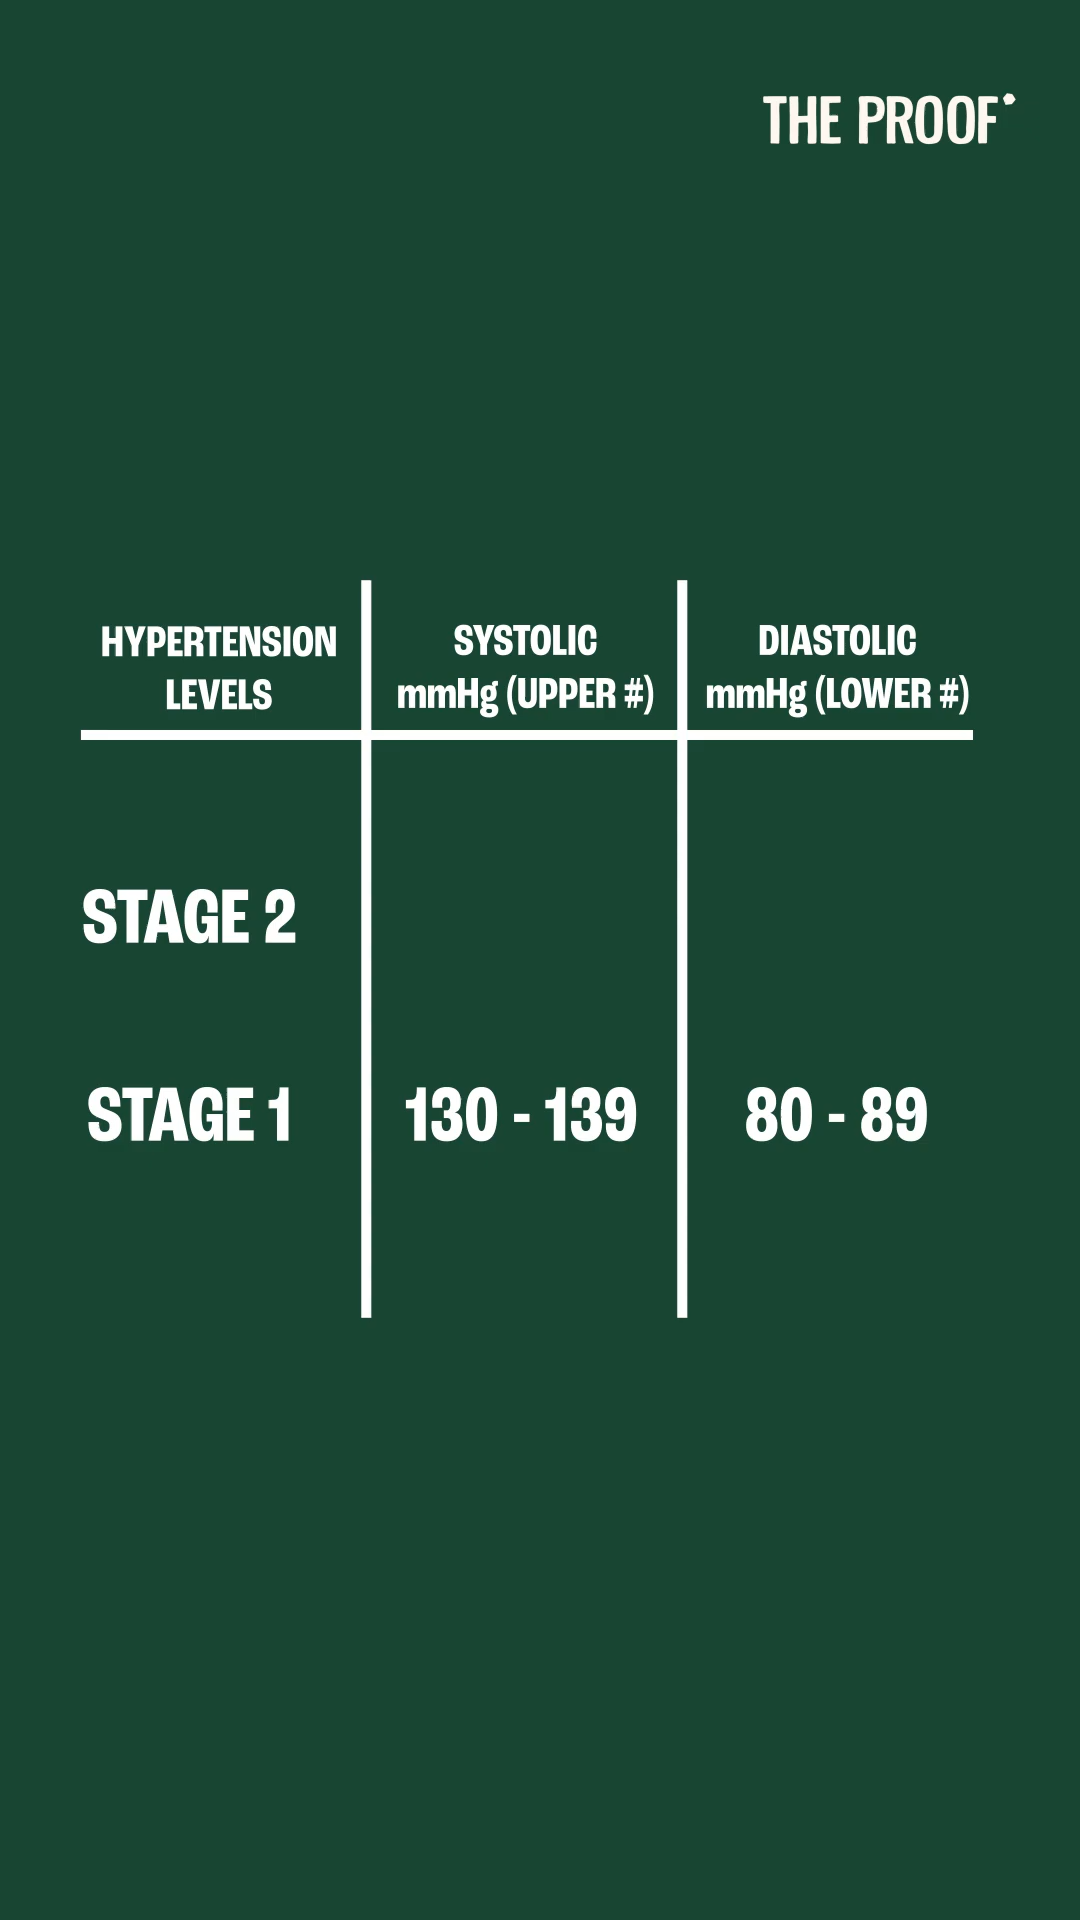 THE PROOF
HYPERTENSION
LEVELS
SYSTOLIC
mmHg (UPPER #)
DIASTOLIC
mmHg (LOWER #)
STAGE 2
STAGE 1 130 - 139 80 - 89